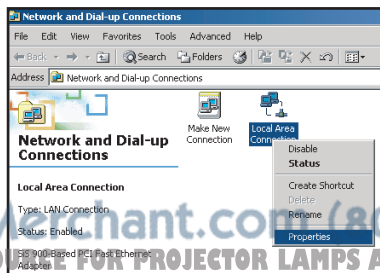 Network and Dial-up Connections
File Edit View Favorites Tools Advanced Help
Back Search Folders
Address Network and Dial-up Connections
Network and Dial-up
Connections
Make New
Connection
Local Area
Connection
Disable
Status
Create Shortcut
Delete
Rename
Properties
Local Area Connection
Type: LAN Connection
Status: Enabled
SiS 900-Based PCI Fast Ethernet
Adapter
erchant.com (80
FOR PROJECTOR LAMPS A